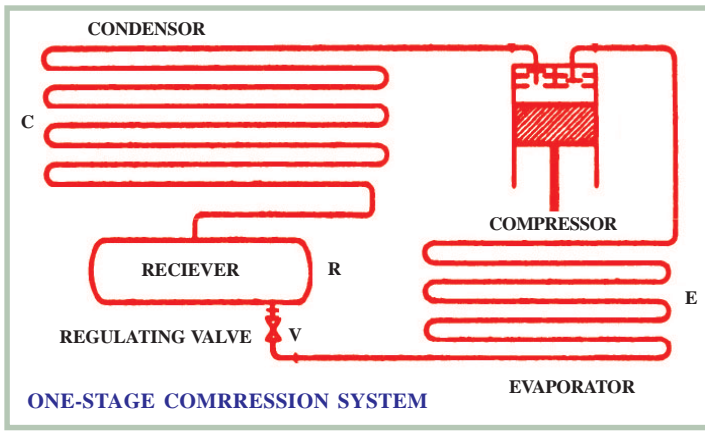 CONDENSOR
C
COMPRESSOR
RECIEVER
R
E
REGULATING VALVE V
EVAPORATOR
ONE-STAGE COMRRESSION SYSTEM